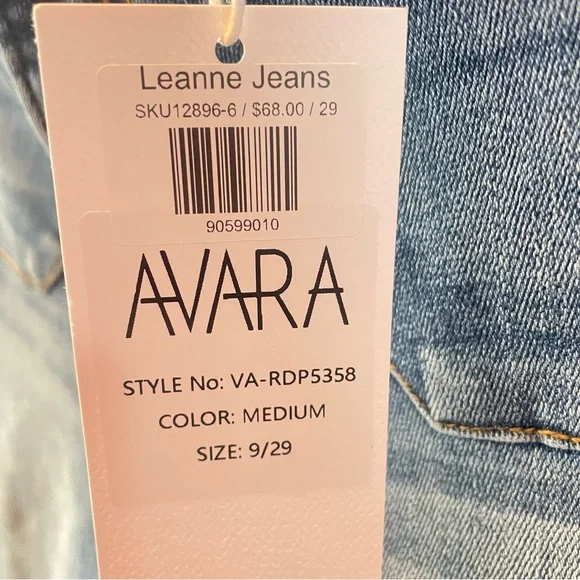 Leanne Jeans
SKU12896-6 / $68.00 / 29
90599010
AVARA
STYLE No: VA-RDP5358
COLOR: MEDIUM
SIZE: 9/29